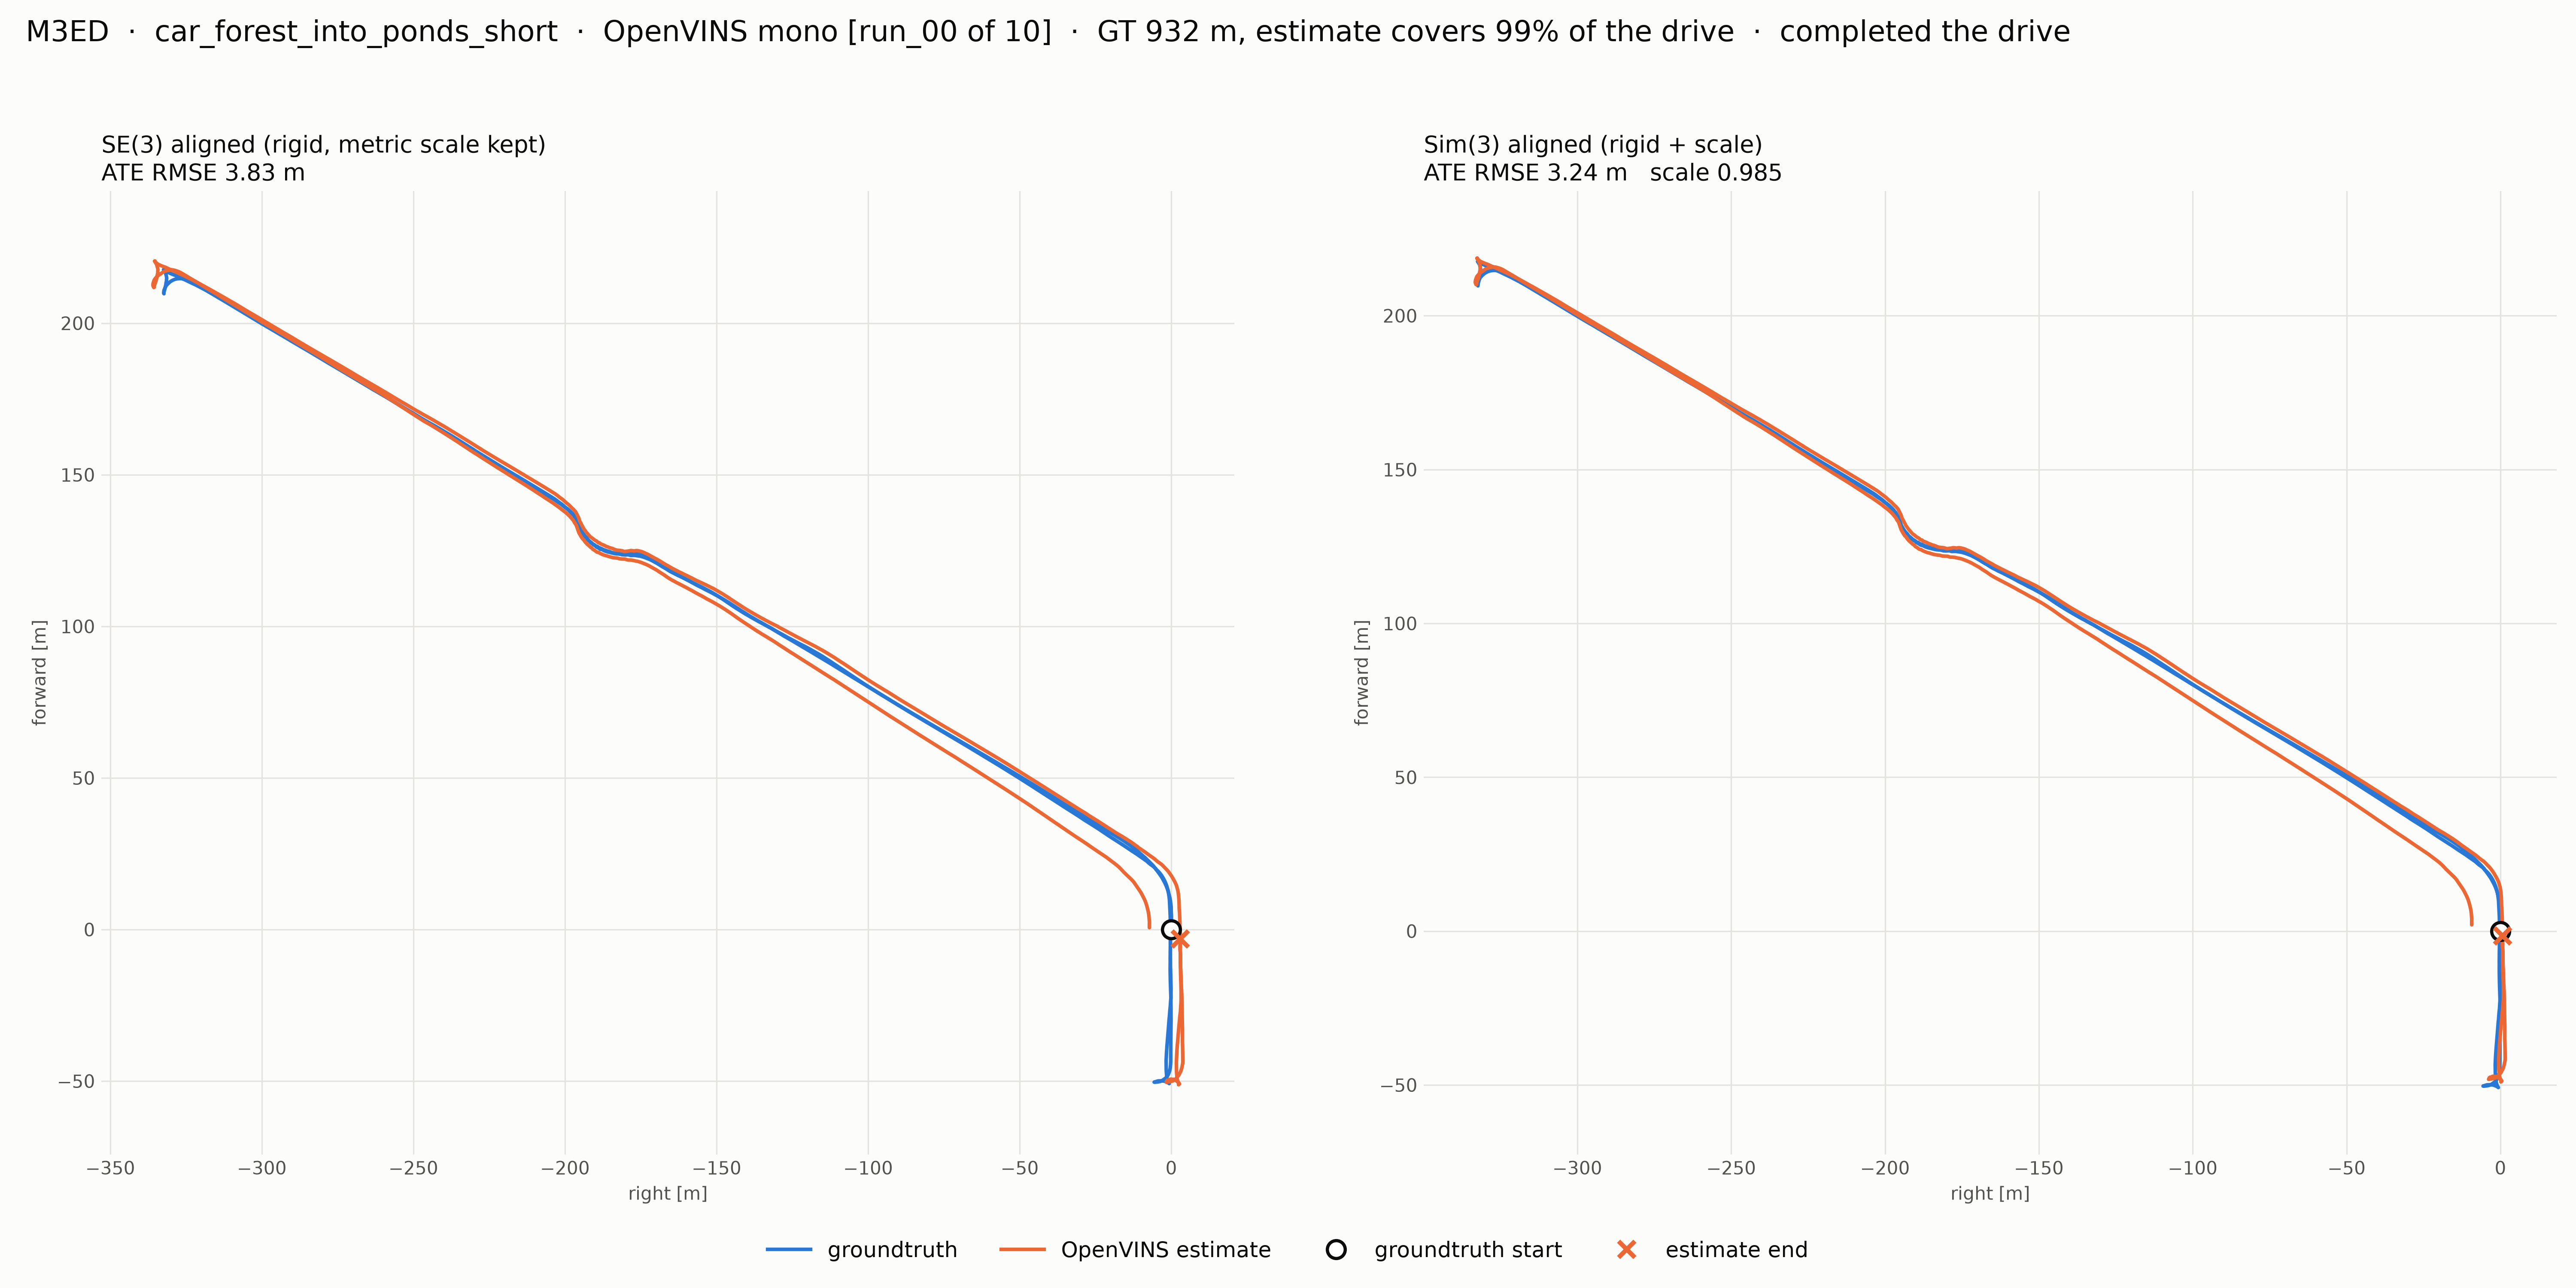 M3ED · car_forest_into_ponds_short · OpenVINS mono [run_00 of 10] · GT 932 m, estimate covers 99% of the drive · completed the drive
SE(3) aligned (rigid, metric scale kept)
ATE RMSE 3.83 m
200
150
100
50
0
−50
forward [m]
−350 −300 −250 −200 −150 −100 −50 0
right [m]
Sim(3) aligned (rigid + scale)
ATE RMSE 3.24 m scale 0.985
200
150
100
50
0
−50
forward [m]
−300 −250 −200 −150 −100 −50 0
right [m]
groundtruth OpenVINS estimate groundtruth start estimate end